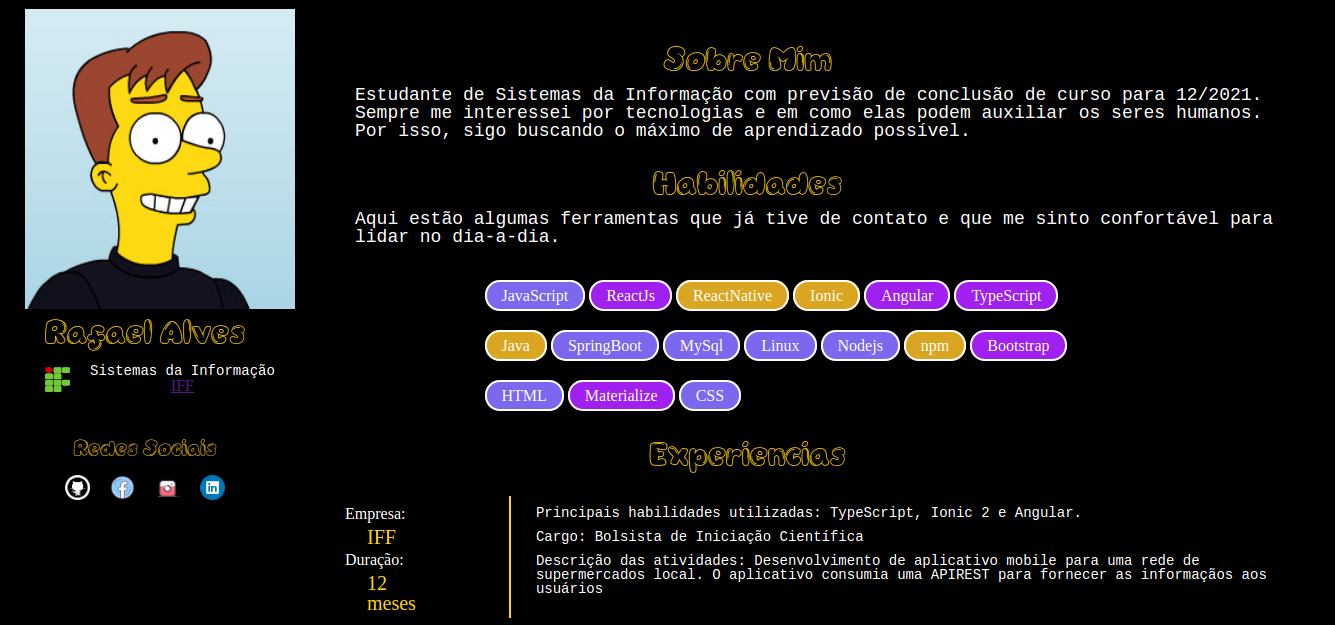 Rafael Alves
Sistemas da Informação
IFF
Redes Sociais
Sobre Mim
Estudante de Sistemas da Informação com previsão de conclusão de curso para 12/2021.
Sempre me interessei por tecnologias e em como elas podem auxiliar os seres humanos.
Por isso, sigo buscando o máximo de aprendizado possível.
Habilidades
Aqui estão algumas ferramentas que já tive de contato e que me sinto confortável para
lidar no dia-a-dia.
JavaScript ReactJs ReactNative Ionic Angular TypeScript
Java SpringBoot MySql Linux Nodejs npm Bootstrap
HTML Materialize CSS
Experiencias
Empresa:
IFF
Duração:
12
meses
Principais habilidades utilizadas: TypeScript, Ionic 2 e Angular.
Cargo: Bolsista de Iniciação Científica
Descrição das atividades: Desenvolvimento de aplicativo mobile para uma rede de
supermercados local. O aplicativo consumia uma APIREST para fornecer as informações aos
usuários